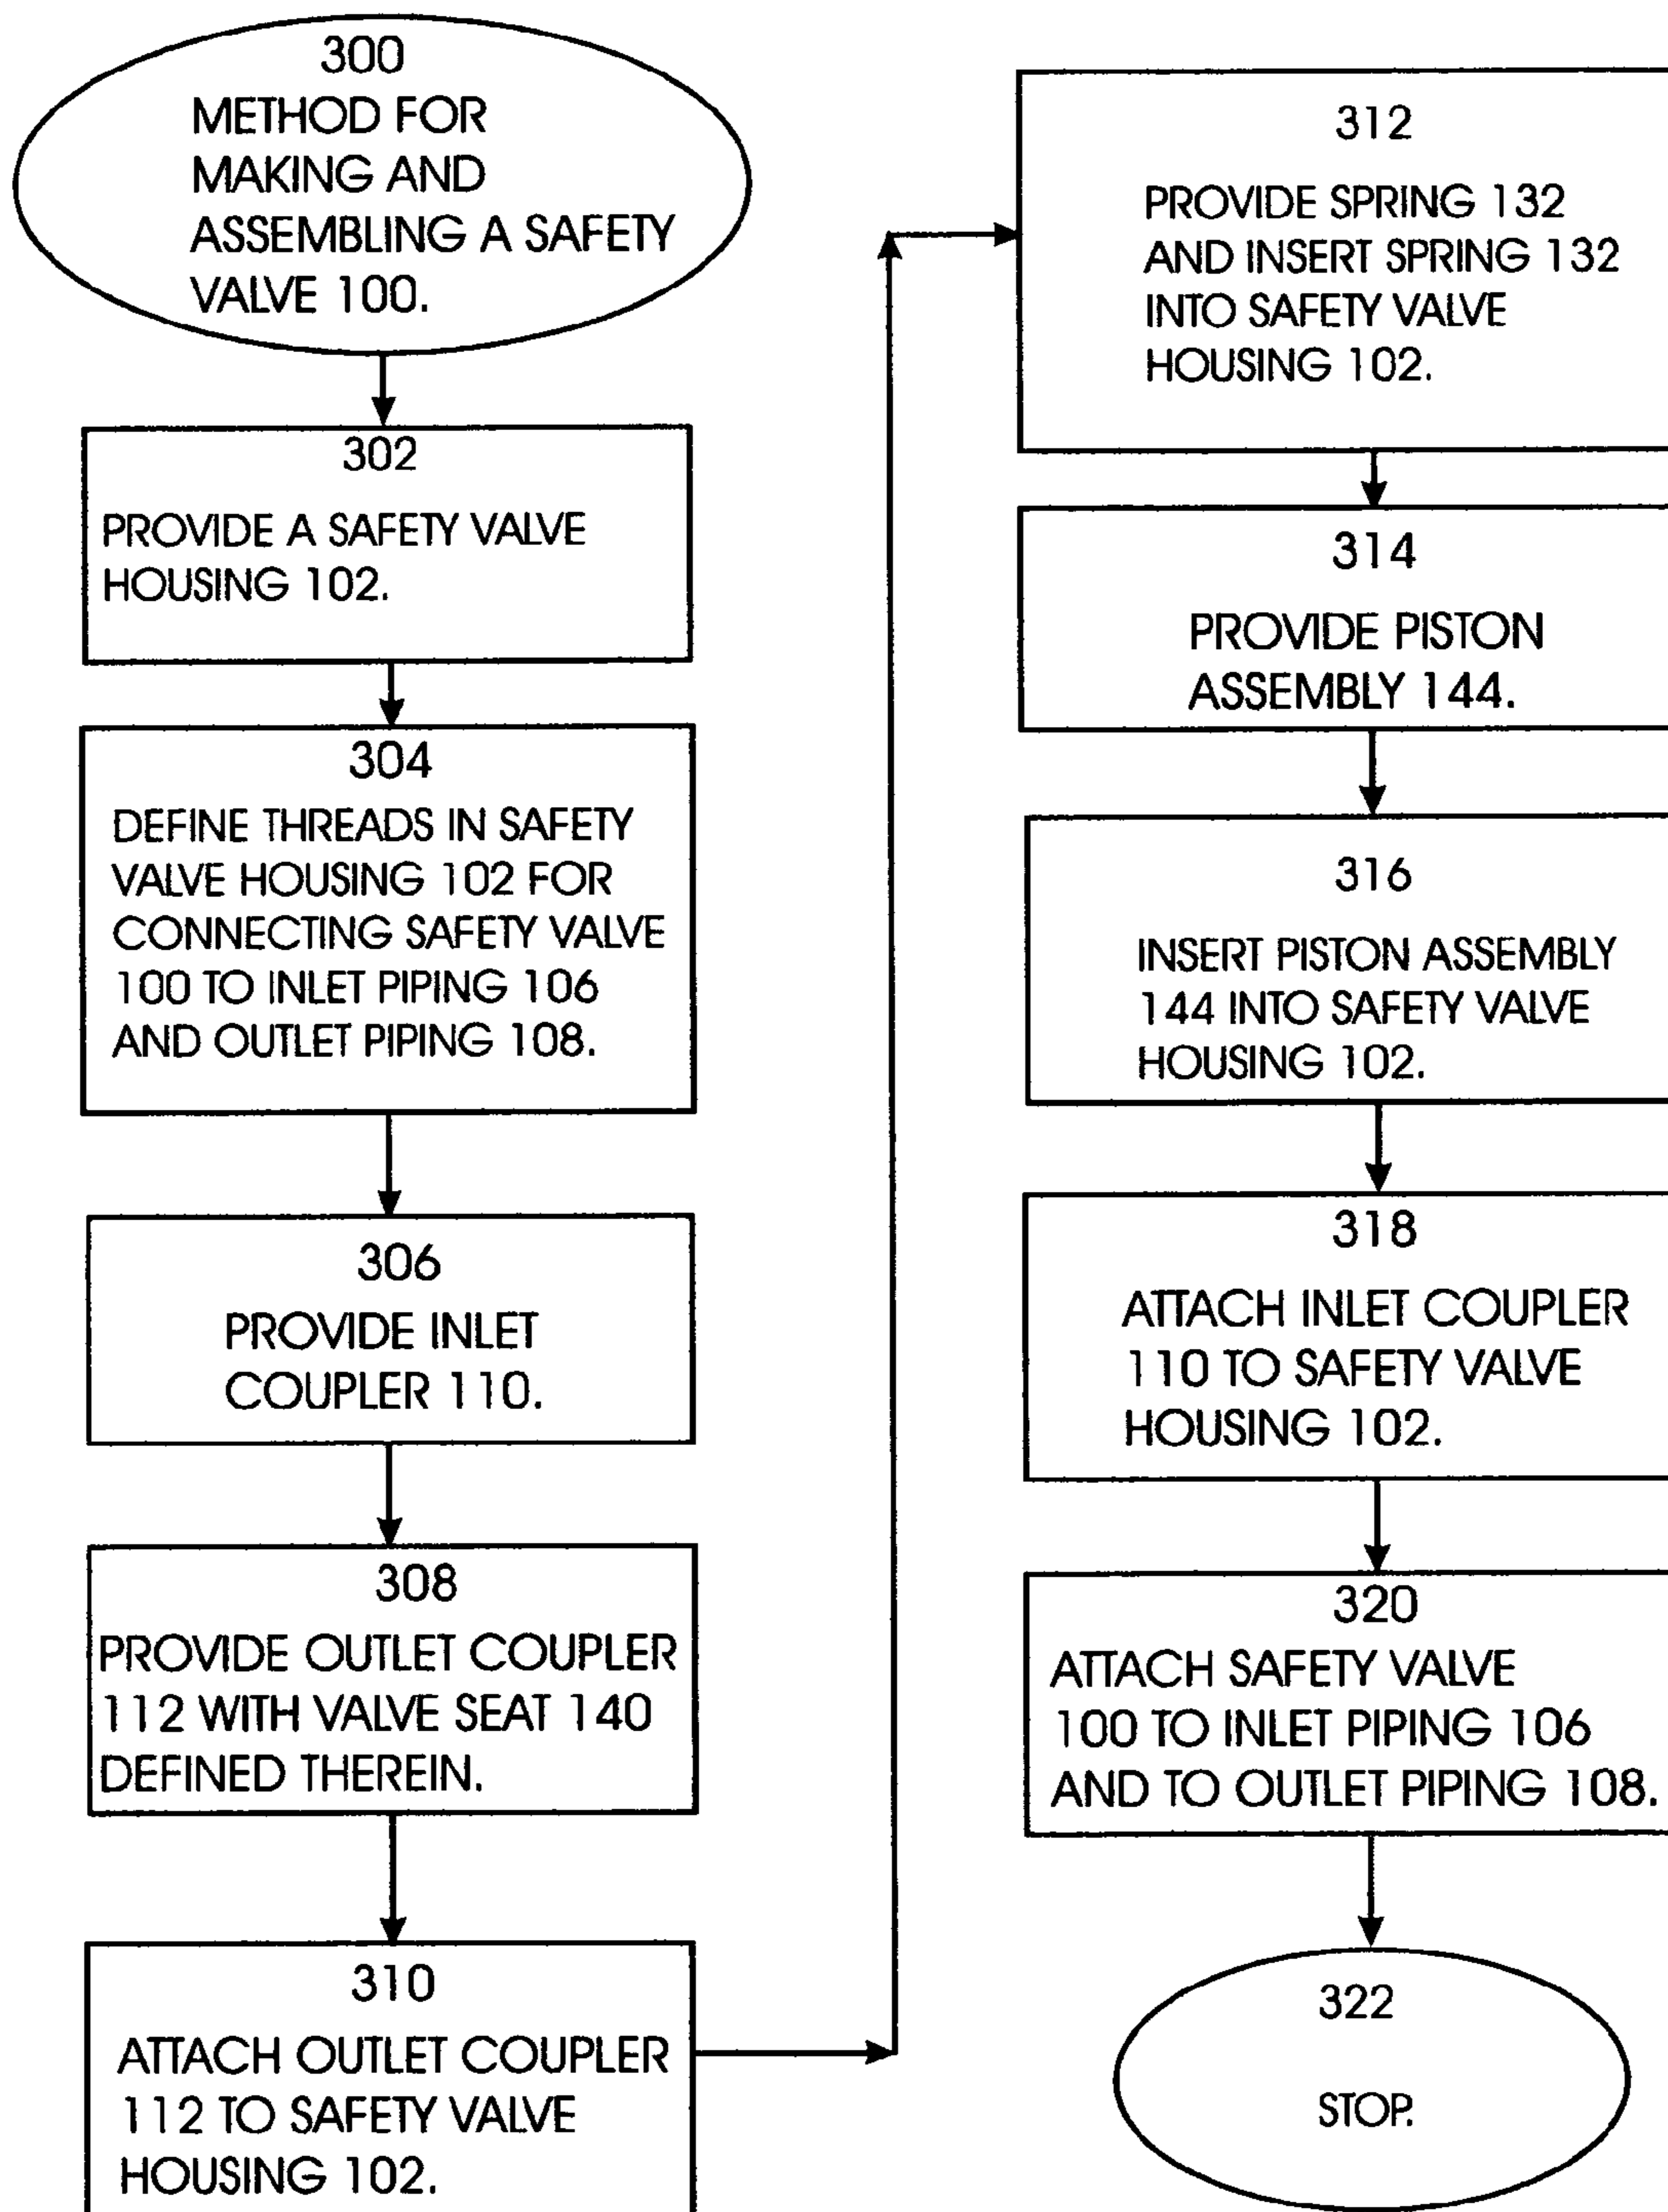 300
METHOD FOR
MAKING AND
ASSEMBLING A SAFETY
VALVE 100.
302
PROVIDE A SAFETY VALVE
HOUSING 102.
304
DEFINE THREADS IN SAFETY
VALVE HOUSING 102 FOR
CONNECTING SAFETY VALVE
100 TO INLET PIPING 106
AND OUTLET PIPING 108.
306
PROVIDE INLET
COUPLER 110.
308
PROVIDE OUTLET COUPLER
112 WITH VALVE SEAT 140
DEFINED THEREIN.
310
ATTACH OUTLET COUPLER
112 TO SAFETY VALVE
HOUSING 102.
312
PROVIDE SPRING 132
AND INSERT SPRING 132
INTO SAFETY VALVE
HOUSING 102.
314
PROVIDE PISTON
ASSEMBLY 144.
316
INSERT PISTON ASSEMBLY
144 INTO SAFETY VALVE
HOUSING 102.
318
ATTACH INLET COUPLER
110 TO SAFETY VALVE
HOUSING 102.
320
ATTACH SAFETY VALVE
100 TO INLET PIPING 106
AND TO OUTLET PIPING 108.
322
STOP.